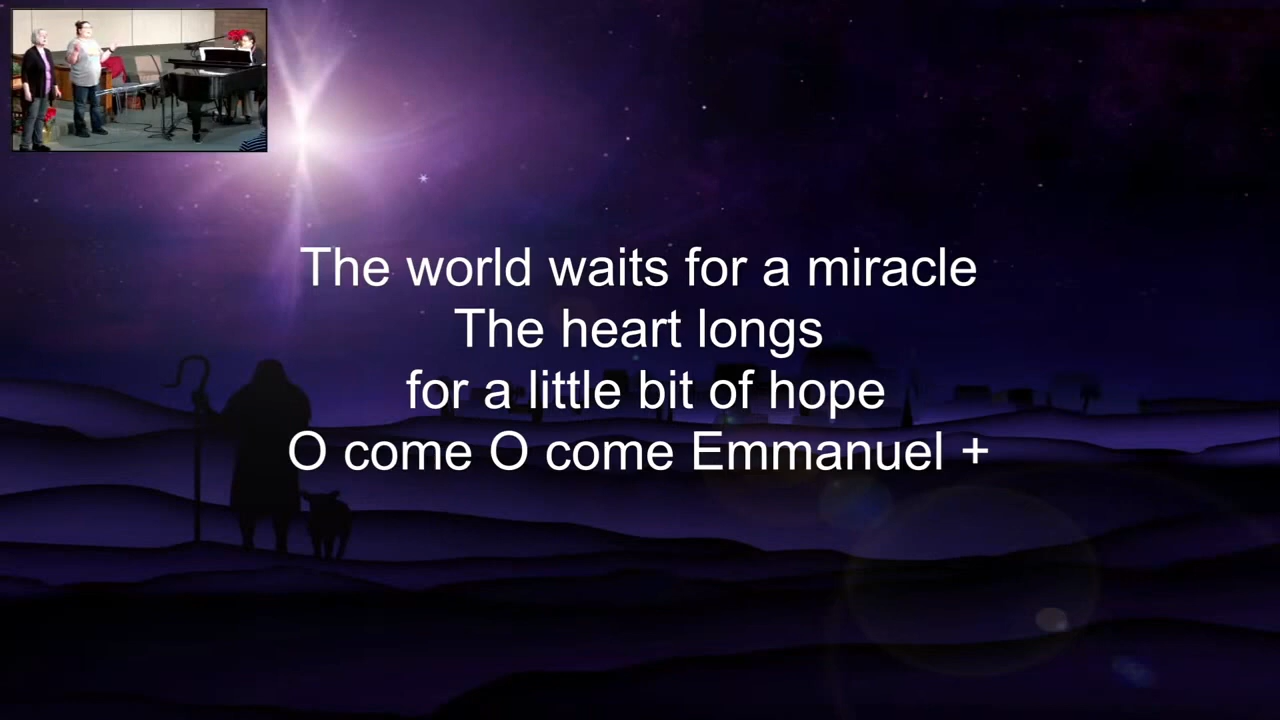 The world waits for a miracle
The heart longs
for a little bit of hope
O come O come Emmanuel +